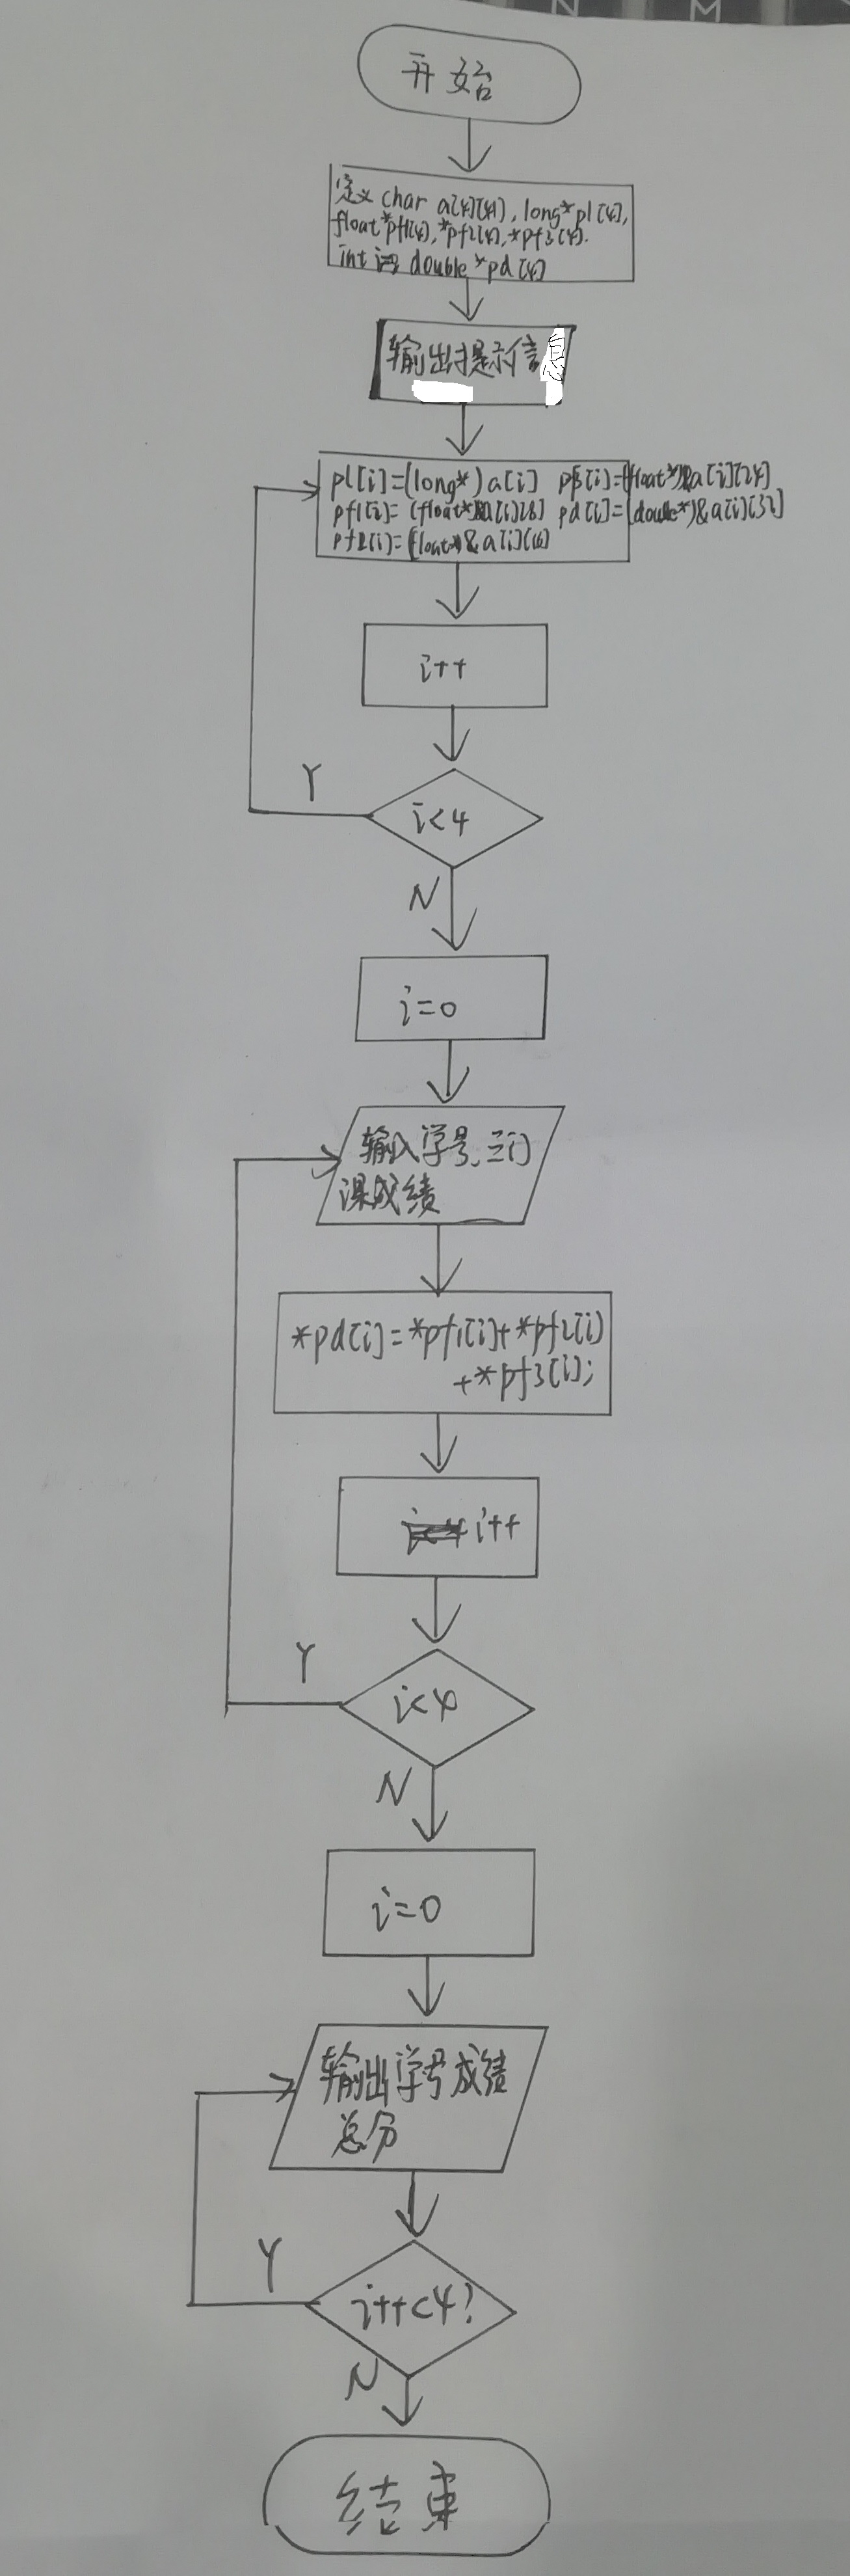 N M
开始
定义 char a[4][41], long*pl[4],
float*pf1[4], *pf2[4], *pf3[4].
int double *pd[4]
输出提示信息
pl[i]=(long*)a[i] pf3[i]=(float*)&a[i][24]
pf1[i]=(float*)&a[i][8] pd[i]=(double*)&a[i][32]
pf2[i]=(float*)&a[i][16]
i++
Y
i<4
N
i=0
输入学号、三门
课成绩
*pd[i]=*pf1[i]+*pf2[i]
+*pf3[i];
i++
Y
i<4
N
i=0
输出学号成绩
总分
Y
i++<4?
N
结束